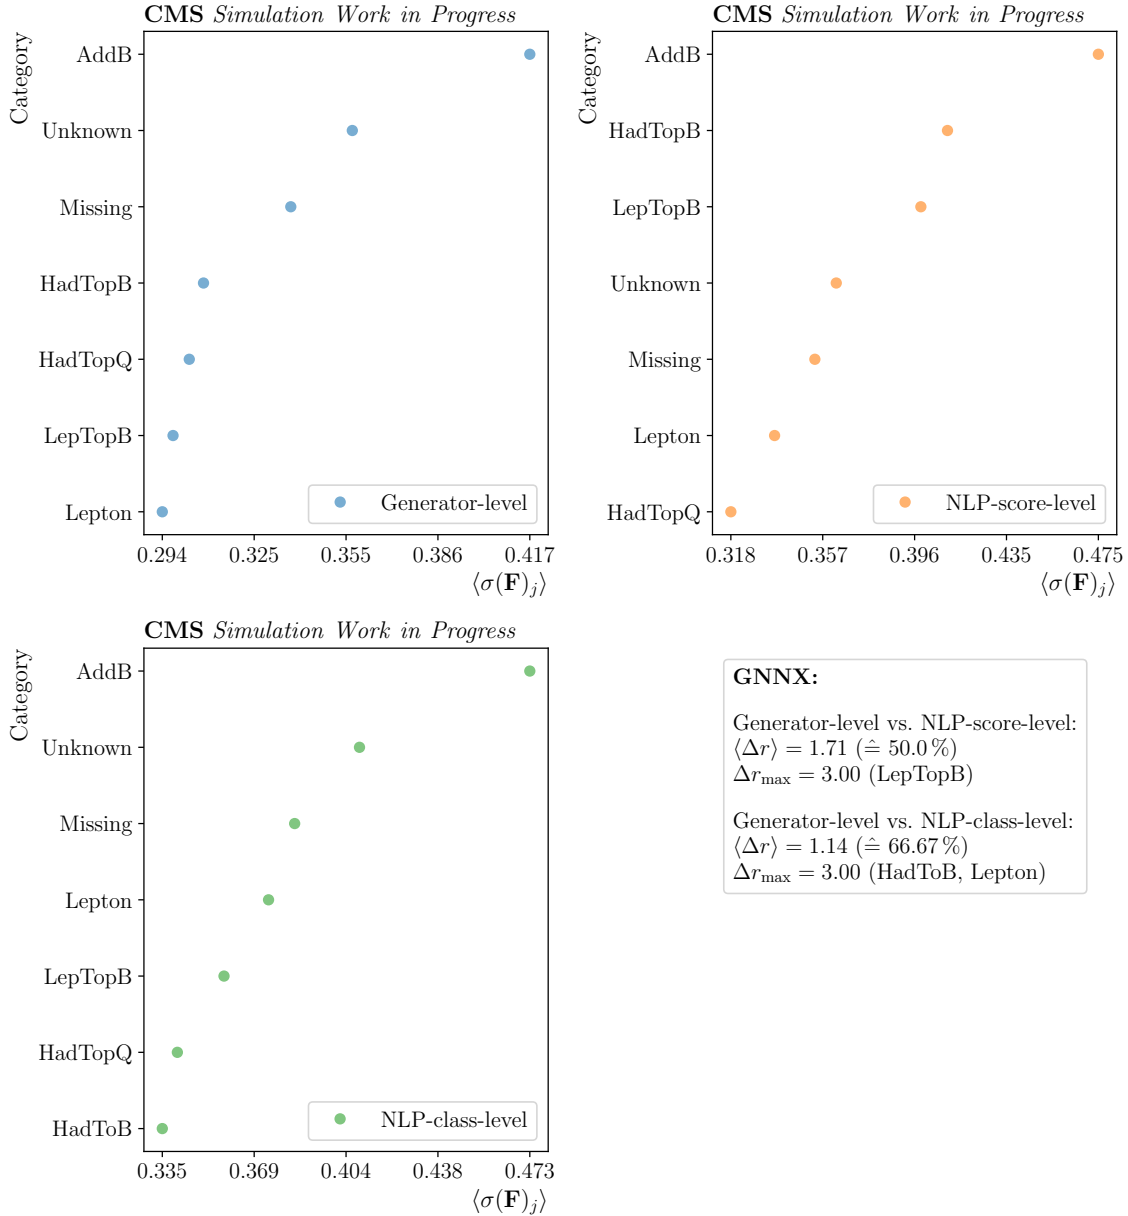 CMS Simulation Work in Progress
Category
AddB
Unknown
Missing
HadTopB
HadTopQ
LepTopB
Lepton
Generator-level
0.294 0.325 0.355 0.386 0.417
⟨σ(F)j⟩
CMS Simulation Work in Progress
Category
AddB
HadTopB
LepTopB
Unknown
Missing
Lepton
HadTopQ
NLP-score-level
0.318 0.357 0.396 0.435 0.475
⟨σ(F)j⟩
CMS Simulation Work in Progress
Category
AddB
Unknown
Missing
Lepton
LepTopB
HadTopQ
HadToB
NLP-class-level
0.335 0.369 0.404 0.438 0.473
⟨σ(F)j⟩
GNNX:
Generator-level vs. NLP-score-level:
⟨Δr⟩ = 1.71 (≙ 50.0 %)
Δrmax = 3.00 (LepTopB)
Generator-level vs. NLP-class-level:
⟨Δr⟩ = 1.14 (≙ 66.67 %)
Δrmax = 3.00 (HadToB, Lepton)